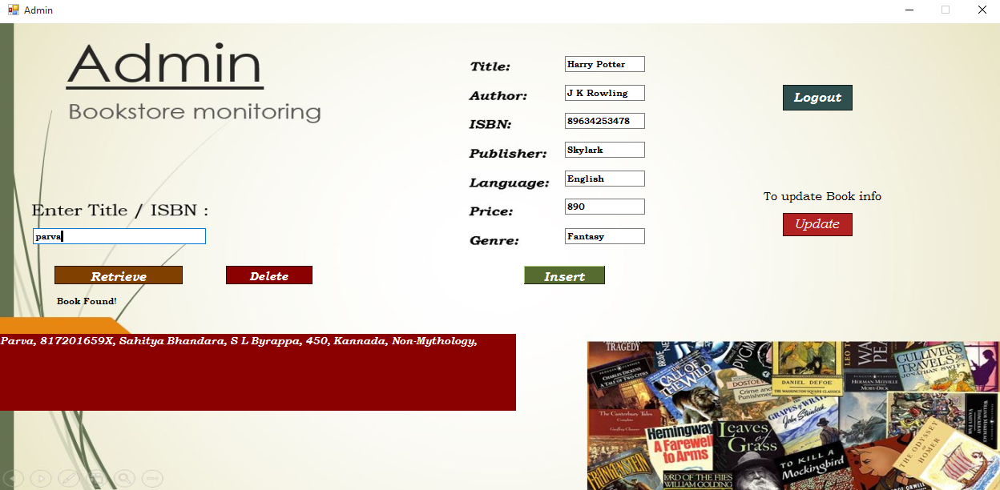 Admin
Admin
Bookstore monitoring
Enter Title / ISBN :
parva
Retrieve
Delete
Book Found!
Title:
Harry Potter
Author:
J K Rowling
ISBN:
89634253478
Publisher:
Skylark
Language:
English
Price:
890
Genre:
Fantasy
Insert
Logout
To update Book info
Update
Parva, 817201659X, Sahitya Bhandara, S L Byrappa, 450, Kannada, Non-Mythology,
TRAGEDY
CHARLES DICKENS
A TALE OF TWO CITIES
THE CALL OF THE WILD
Crime and
Punishment
DANIEL DEFOE
THE WASHINGTON SQUARE CLASSICS
HERMAN MELVILLE
MOBY-DICK
GULLIVER'S
TRAVELS
JONATHAN SWIFT
The Canterbury Tales
Geoffrey Chaucer
GRAPES of WRATH
John Steinbeck
Hemingway
A Farewell
to Arms
Leaves
of
Grass
TO KILL A
Mockingbird
THE ODYSSEY
HOMER
FRANKENSTEIN
LORD OF THE FLIES
WILLIAM GOLDING